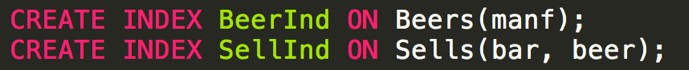 CREATE INDEX BeerInd ON Beers(manf);
CREATE INDEX SellInd ON Sells(bar, beer);